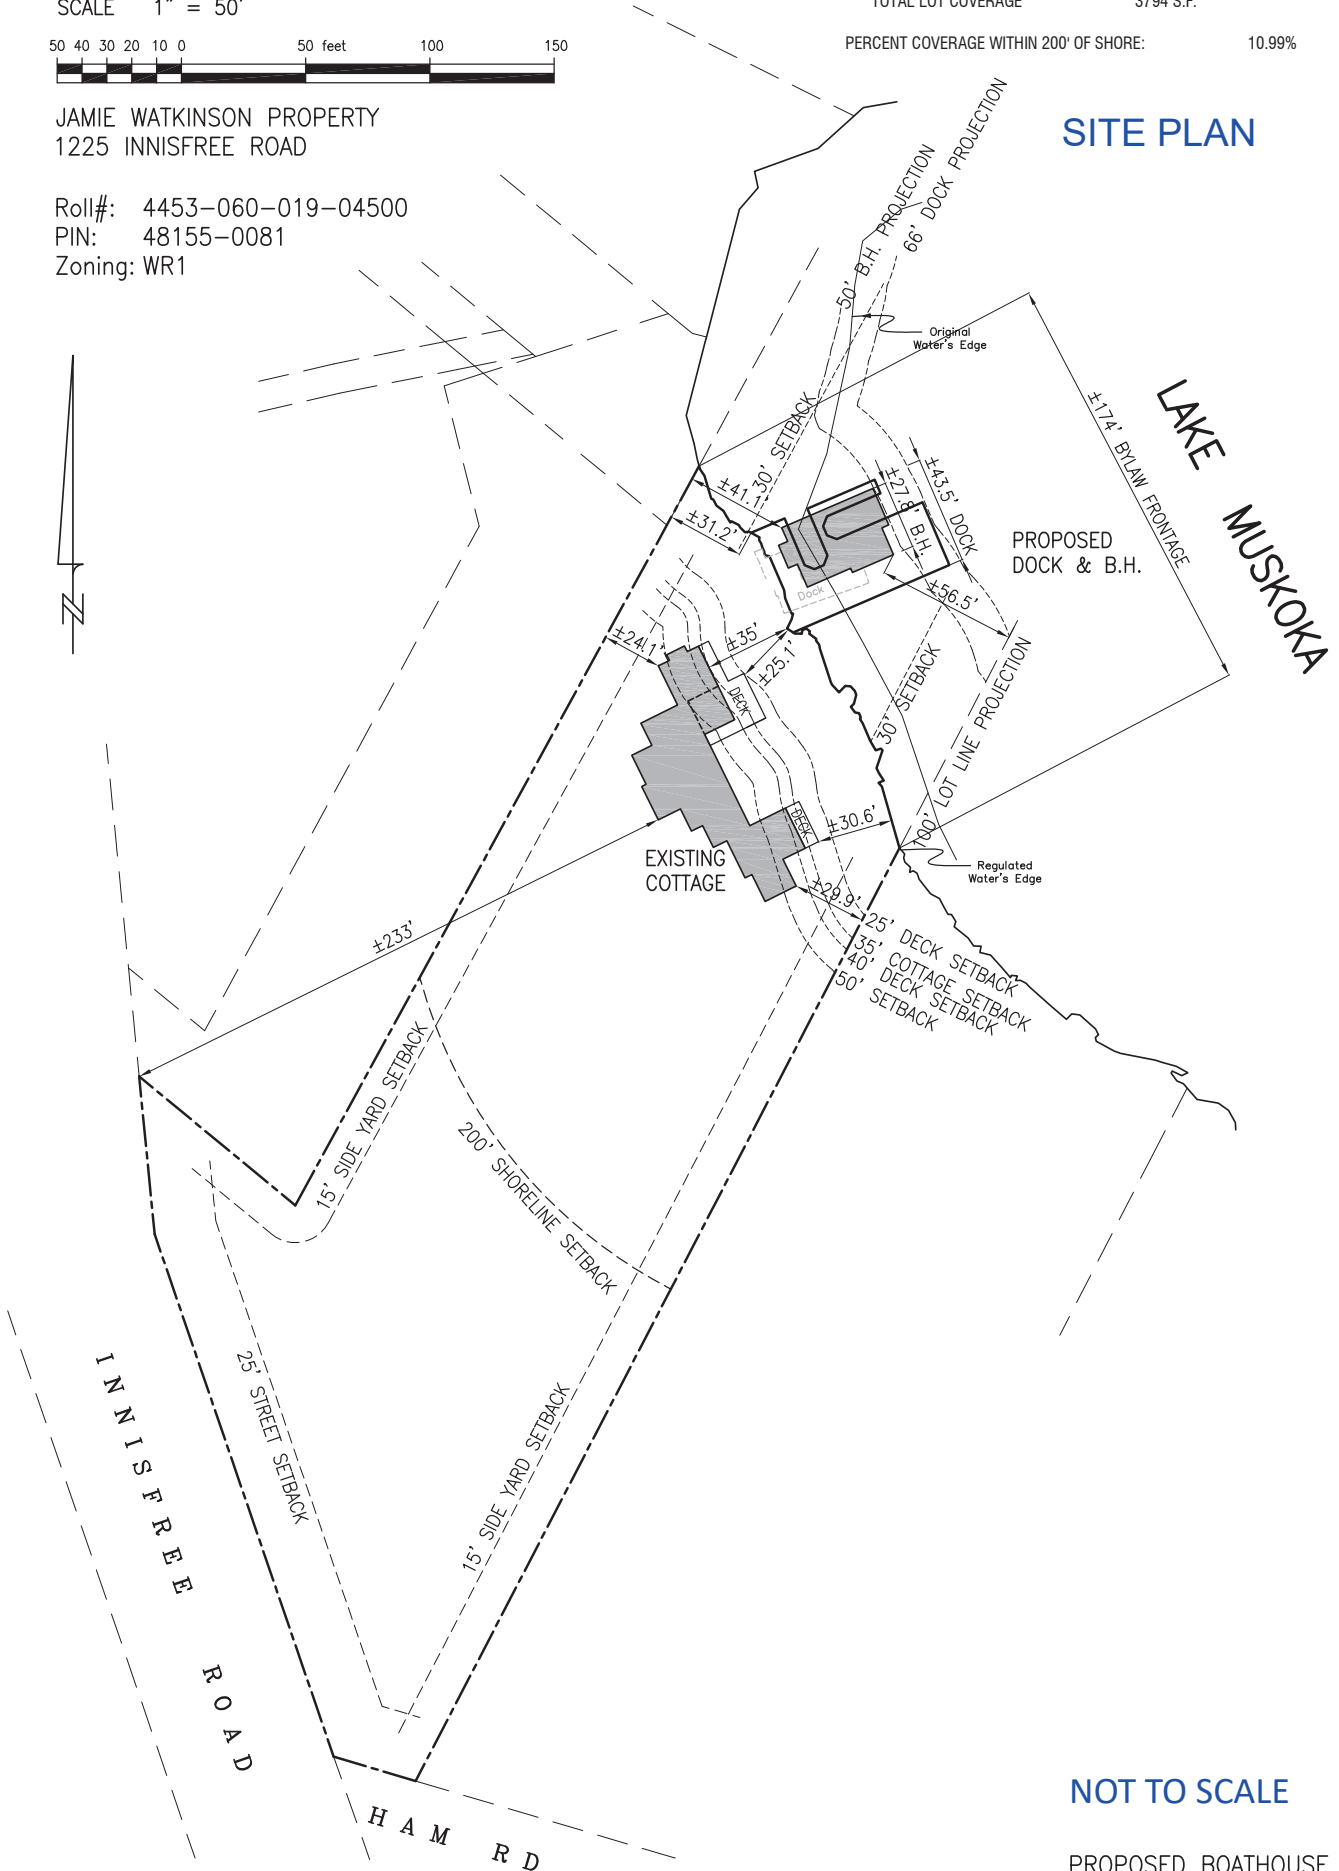 SCALE 1" = 50'
TOTAL LOT COVERAGE 3794 S.F.
50 40 30 20 10 0 50 feet 100 150
PERCENT COVERAGE WITHIN 200' OF SHORE: 10.99%
JAMIE WATKINSON PROPERTY
1225 INNISFREE ROAD
SITE PLAN
Roll#: 4453-060-019-04500
PIN: 48155-0081
Zoning: WR1
N
50' B.H. PROJECTION
66' DOCK PROJECTION
Original
Water's Edge
±174' BYLAW FRONTAGE
LAKE MUSKOKA
30' SETBACK
±41.1'
±31.2'
±27.8' B.H.
±43.5' DOCK
PROPOSED
DOCK & B.H.
Dock
±56.5'
±24.1'
±35'
±25.1'
DECK
30' SETBACK
100' LOT LINE PROJECTION
DECK
±30.6'
EXISTING
COTTAGE
Regulated
Water's Edge
±29.9'
±233'
25' DECK SETBACK
35' COTTAGE SETBACK
40' DECK SETBACK
50' SETBACK
15' SIDE YARD SETBACK
200' SHORELINE SETBACK
25' STREET SETBACK
15' SIDE YARD SETBACK
INNISFREE ROAD
HAM RD
NOT TO SCALE
PROPOSED BOATHOUSE